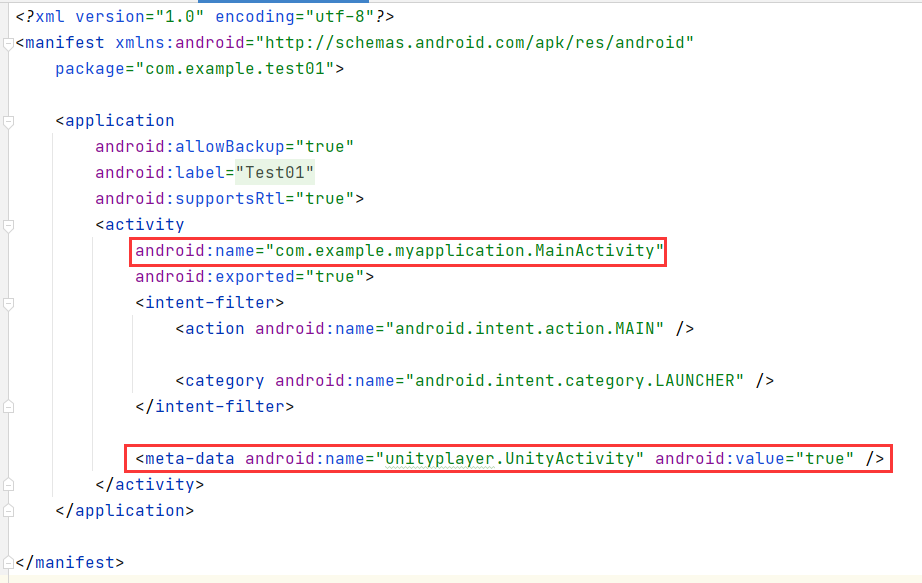 <?xml version="1.0" encoding="utf-8"?>
<manifest xmlns:android="http://schemas.android.com/apk/res/android"
    package="com.example.test01">
    <application
        android:allowBackup="true"
        android:label="Test01"
        android:supportsRtl="true">
        <activity
            android:name="com.example.myapplication.MainActivity"
            android:exported="true">
            <intent-filter>
                <action android:name="android.intent.action.MAIN" />
                <category android:name="android.intent.category.LAUNCHER" />
            </intent-filter>
            <meta-data android:name="unityplayer.UnityActivity" android:value="true" />
        </activity>
    </application>
</manifest>